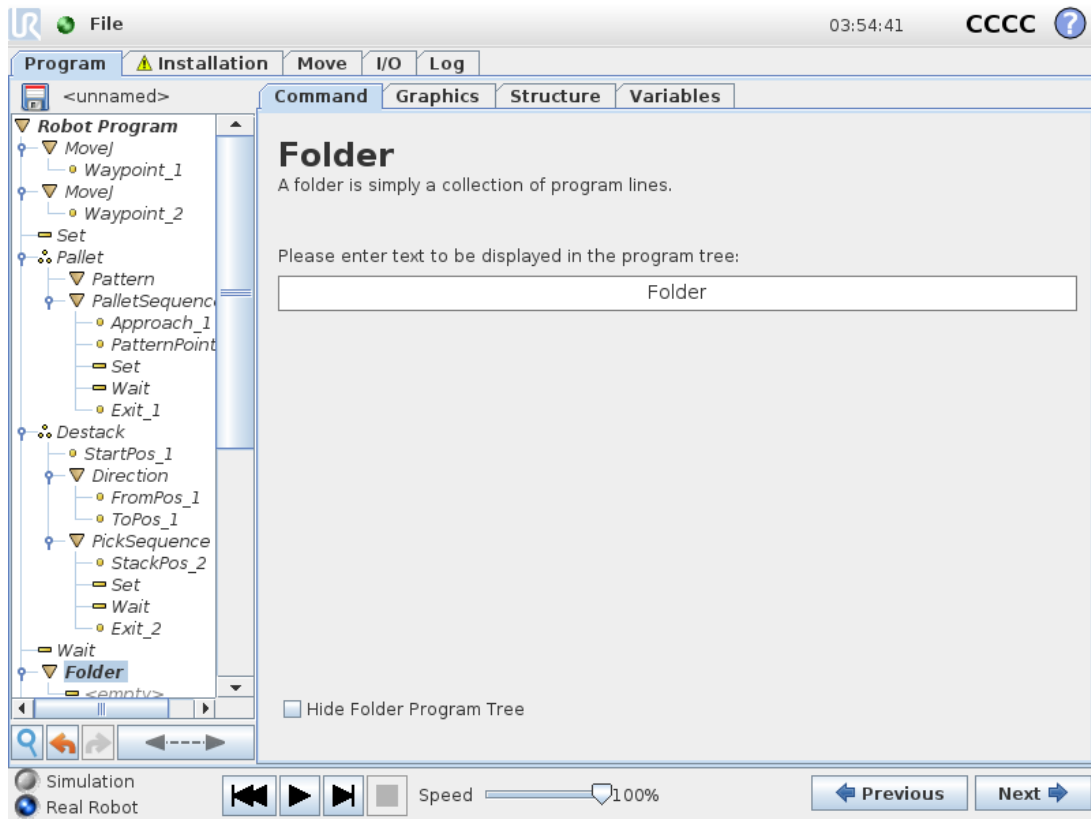 UR File 03:54:41 CCCC ?
Program Installation Move I/O Log
<unnamed> Command Graphics Structure Variables
Robot Program
MoveJ
Waypoint_1
MoveJ
Waypoint_2
Set
Pallet
Pattern
PalletSequenc
Approach_1
PatternPoint
Set
Wait
Exit_1
Destack
StartPos_1
Direction
FromPos_1
ToPos_1
PickSequence
StackPos_2
Set
Wait
Exit_2
Wait
Folder
<empty>
Folder
A folder is simply a collection of program lines.
Please enter text to be displayed in the program tree:
Folder
Hide Folder Program Tree
Simulation
Real Robot
Speed 100%
Previous Next